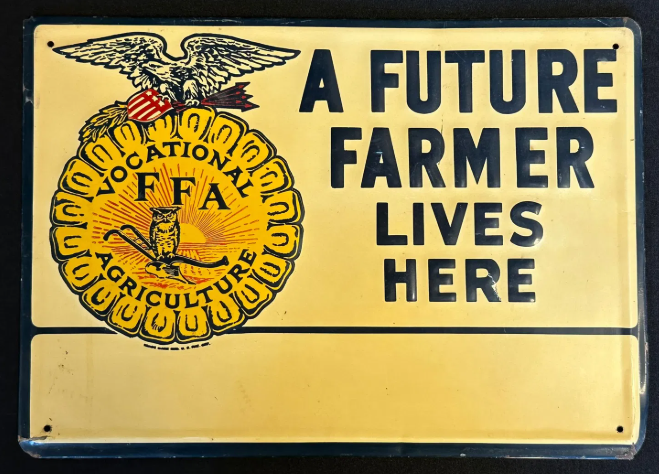 A FUTURE
FARMER
LIVES
HERE
VOCATIONAL
FFA
AGRICULTURE